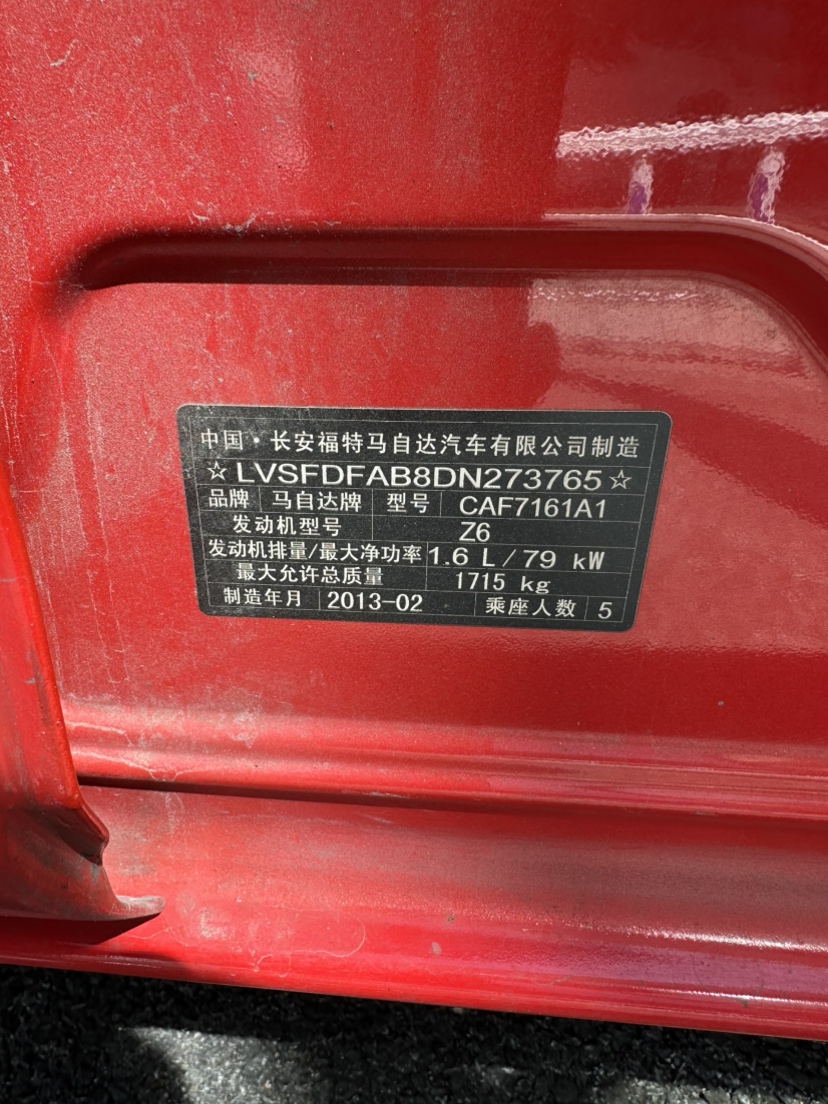 中国·长安福特马自达汽车有限公司制造
☆LVSFDFAB8DN273765☆
品牌 马自达牌 型号 CAF7161A1
发动机型号 Z6
发动机排量/最大净功率 1.6 L/79 kW
最大允许总质量 1715 kg
制造年月 2013-02 乘座人数 5